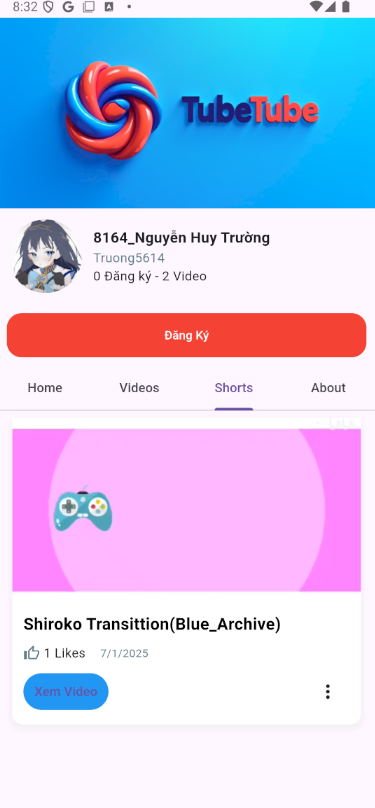 8:32
TubeTube
8164_Nguyễn Huy Trường
Truong5614
0 Đăng ký - 2 Video
Đăng Ký
Home Videos Shorts About
Shiroko Transittion(Blue_Archive)
1 Likes 7/1/2025
Xem Video